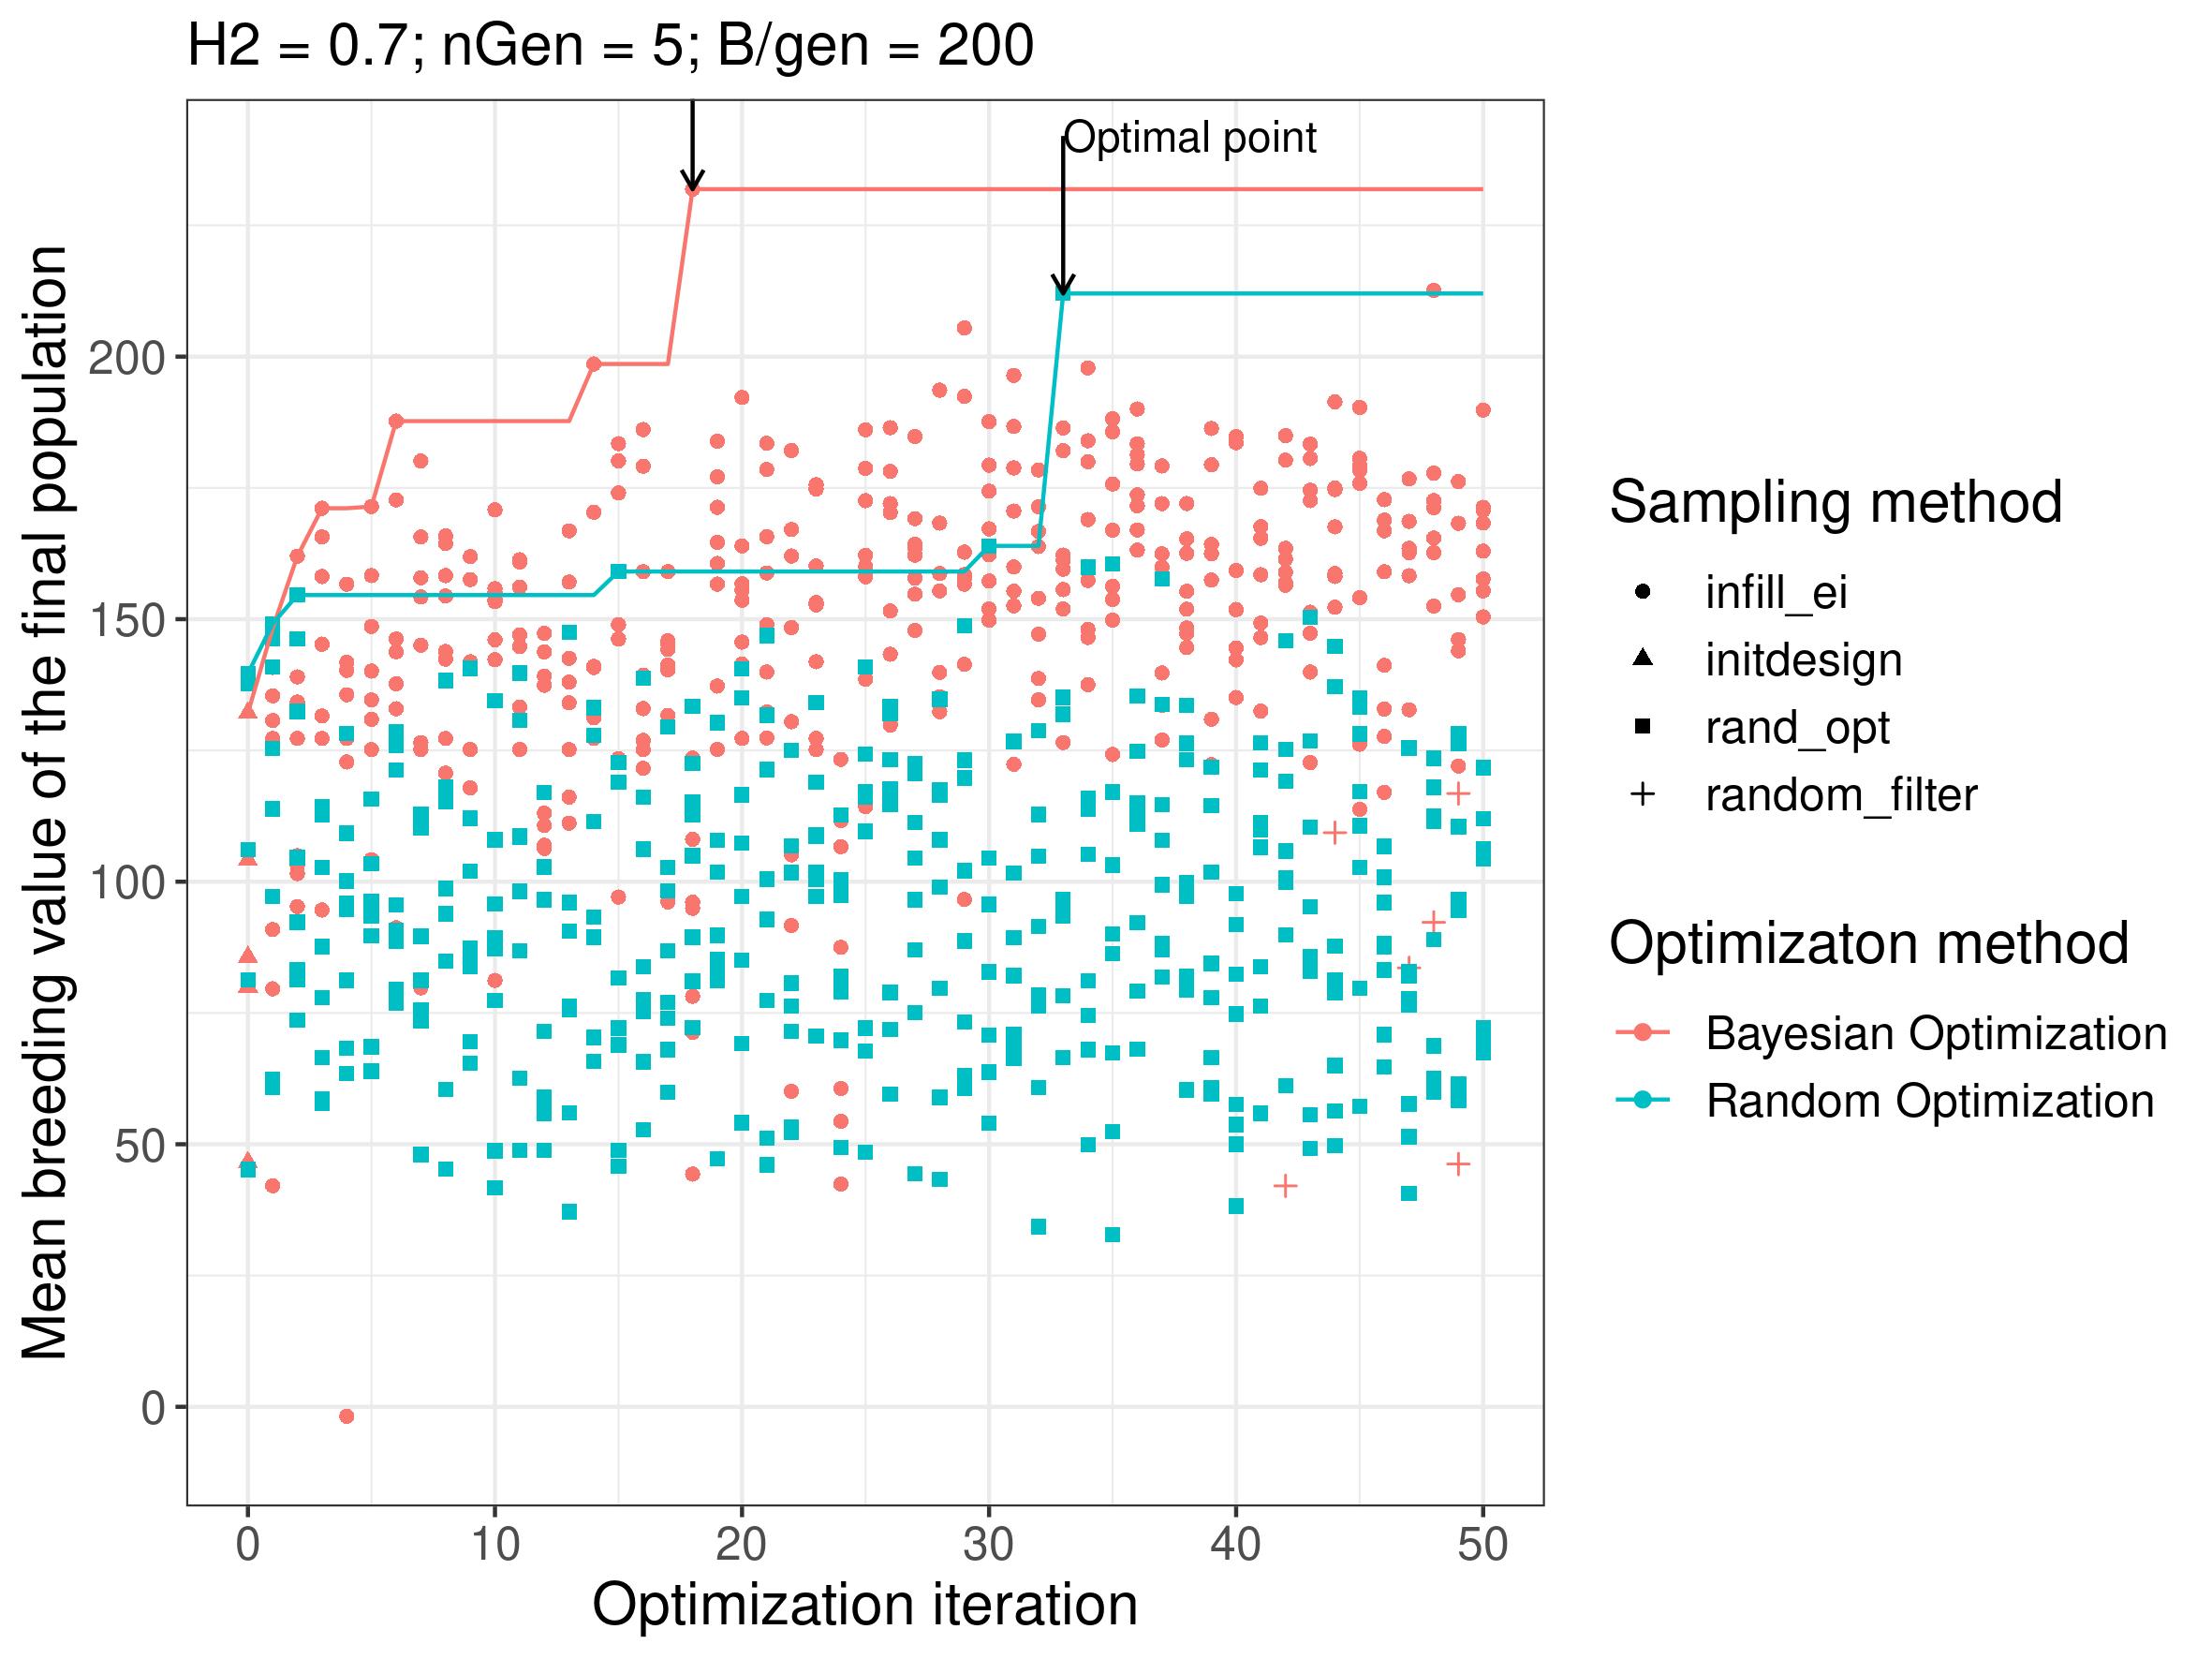 H2 = 0.7; nGen = 5; B/gen = 200
Optimal point
Mean breeding value of the final population
200
150
100
50
0
0 10 20 30 40 50
Optimization iteration
Sampling method
infill_ei
initdesign
rand_opt
random_filter
Optimizaton method
Bayesian Optimization
Random Optimization